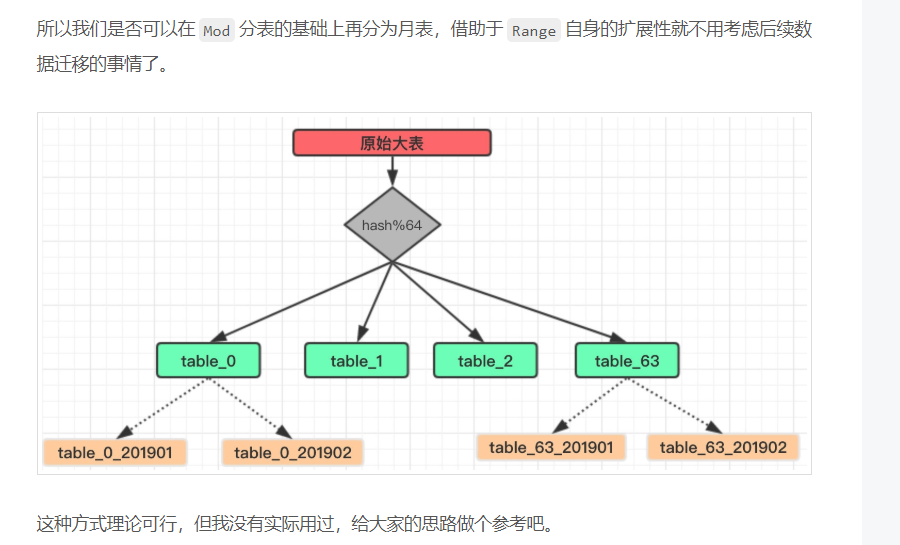 所以我们是否可以在 Mod 分表的基础上再分为月表，借助于 Range 自身的扩展性就不用考虑后续数
据迁移的事情了。
原始大表
hash%64
table_0 table_1 table_2 table_63
table_0_201901 table_0_201902 table_63_201901 table_63_201902
这种方式理论可行，但我没有实际用过，给大家的思路做个参考吧。